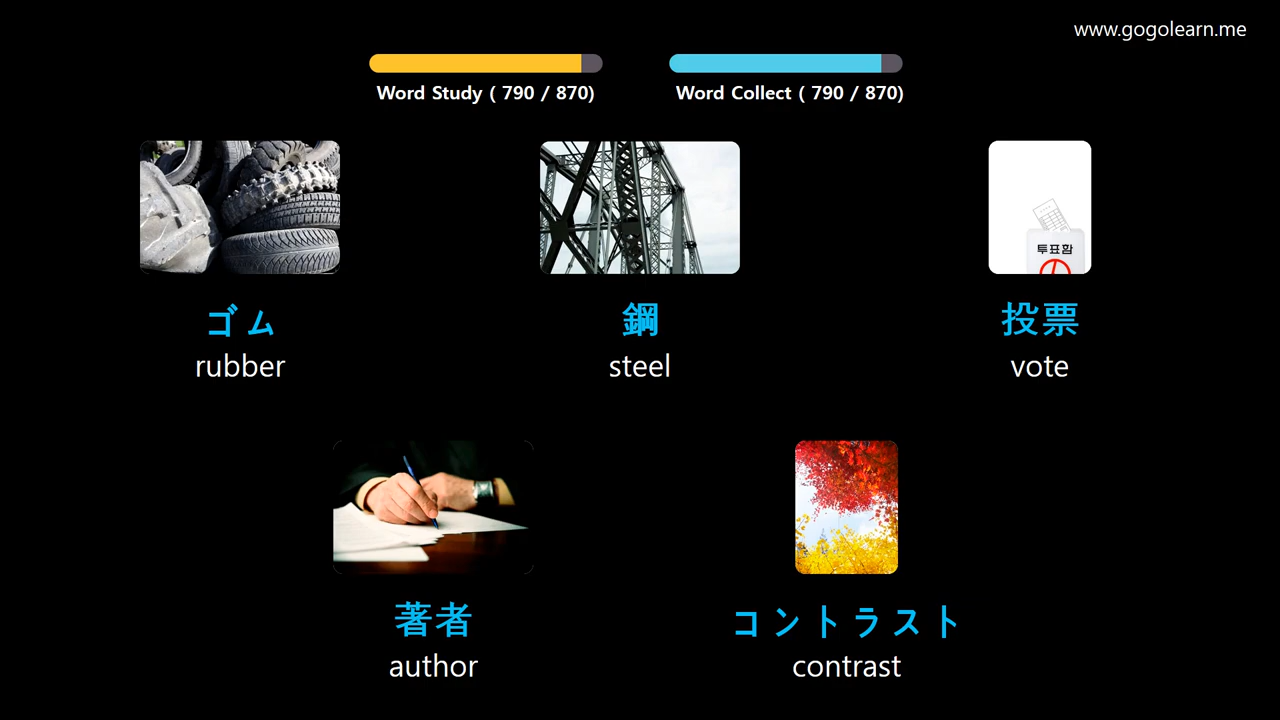 www.gogolearn.me
Word Study ( 790 / 870)
Word Collect ( 790 / 870)
투표함
ゴム
rubber
鋼
steel
投票
vote
著者
author
コントラスト
contrast